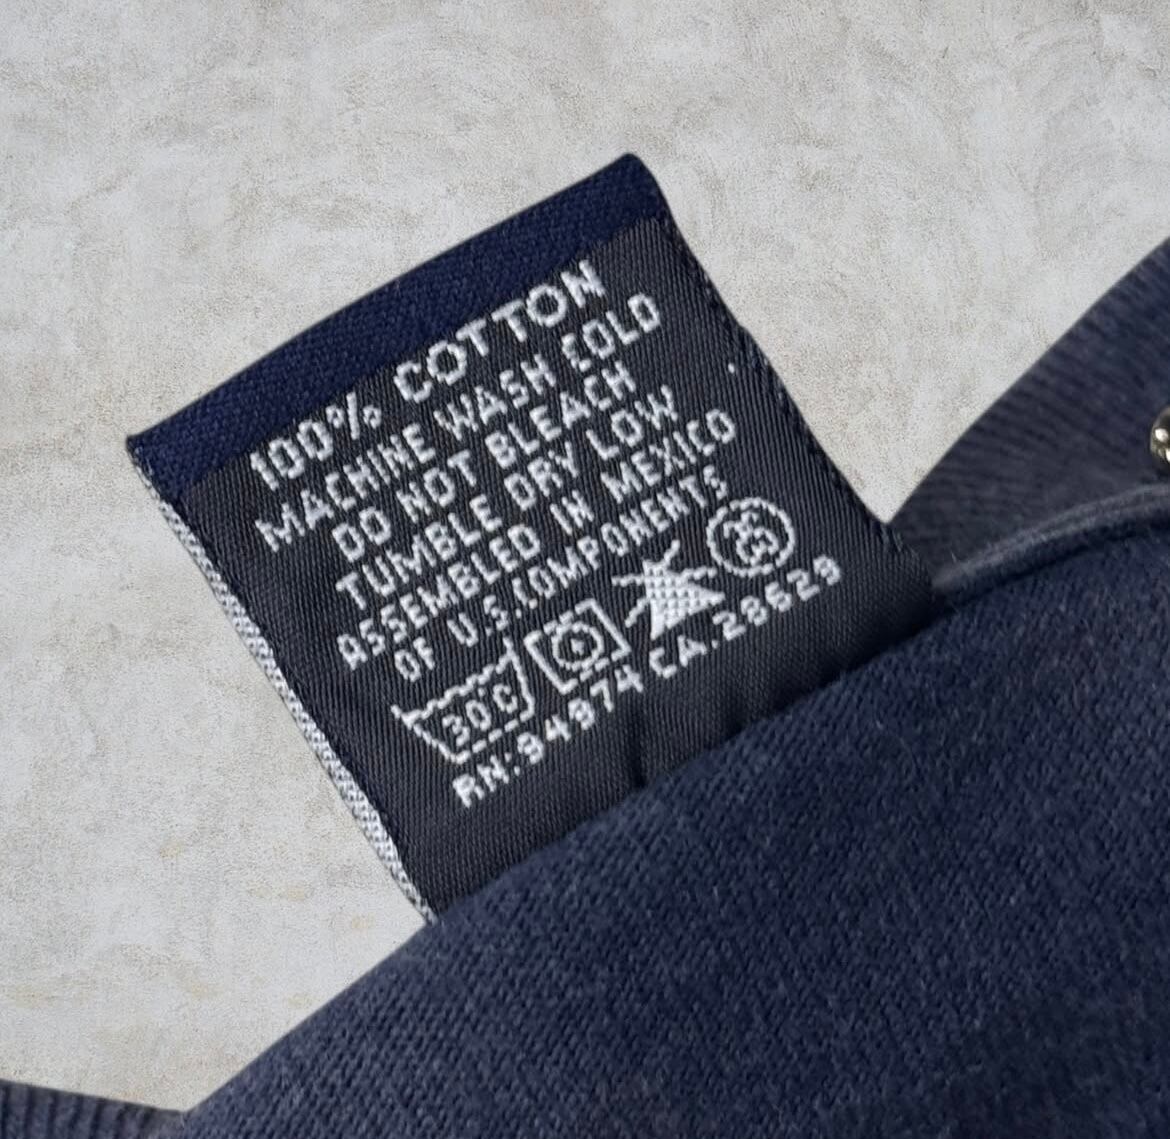 100% COTTON
MACHINE WASH COLD
DO NOT BLEACH
TUMBLE DRY LOW
ASSEMBLED IN MEXICO
OF U.S. COMPONENTS
30°C
RN:94974 CA.28629